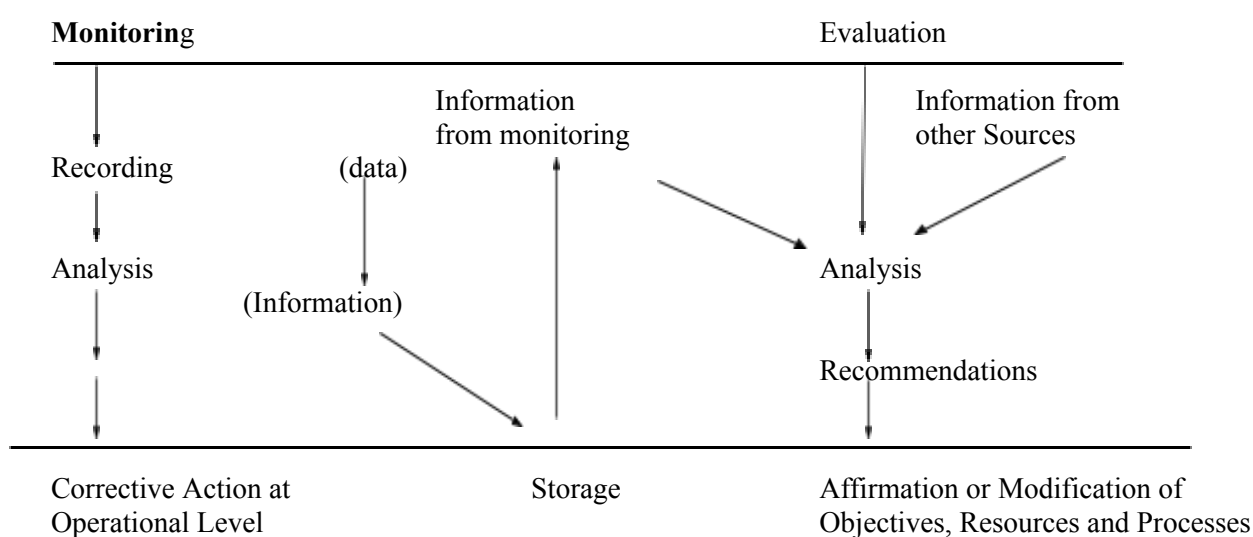 Monitoring
Evaluation
Information
from monitoring
Information from
other Sources
Recording
(data)
Analysis
(Information)
Analysis
Recommendations
Corrective Action at
Operational Level
Storage
Affirmation or Modification of
Objectives, Resources and Processes